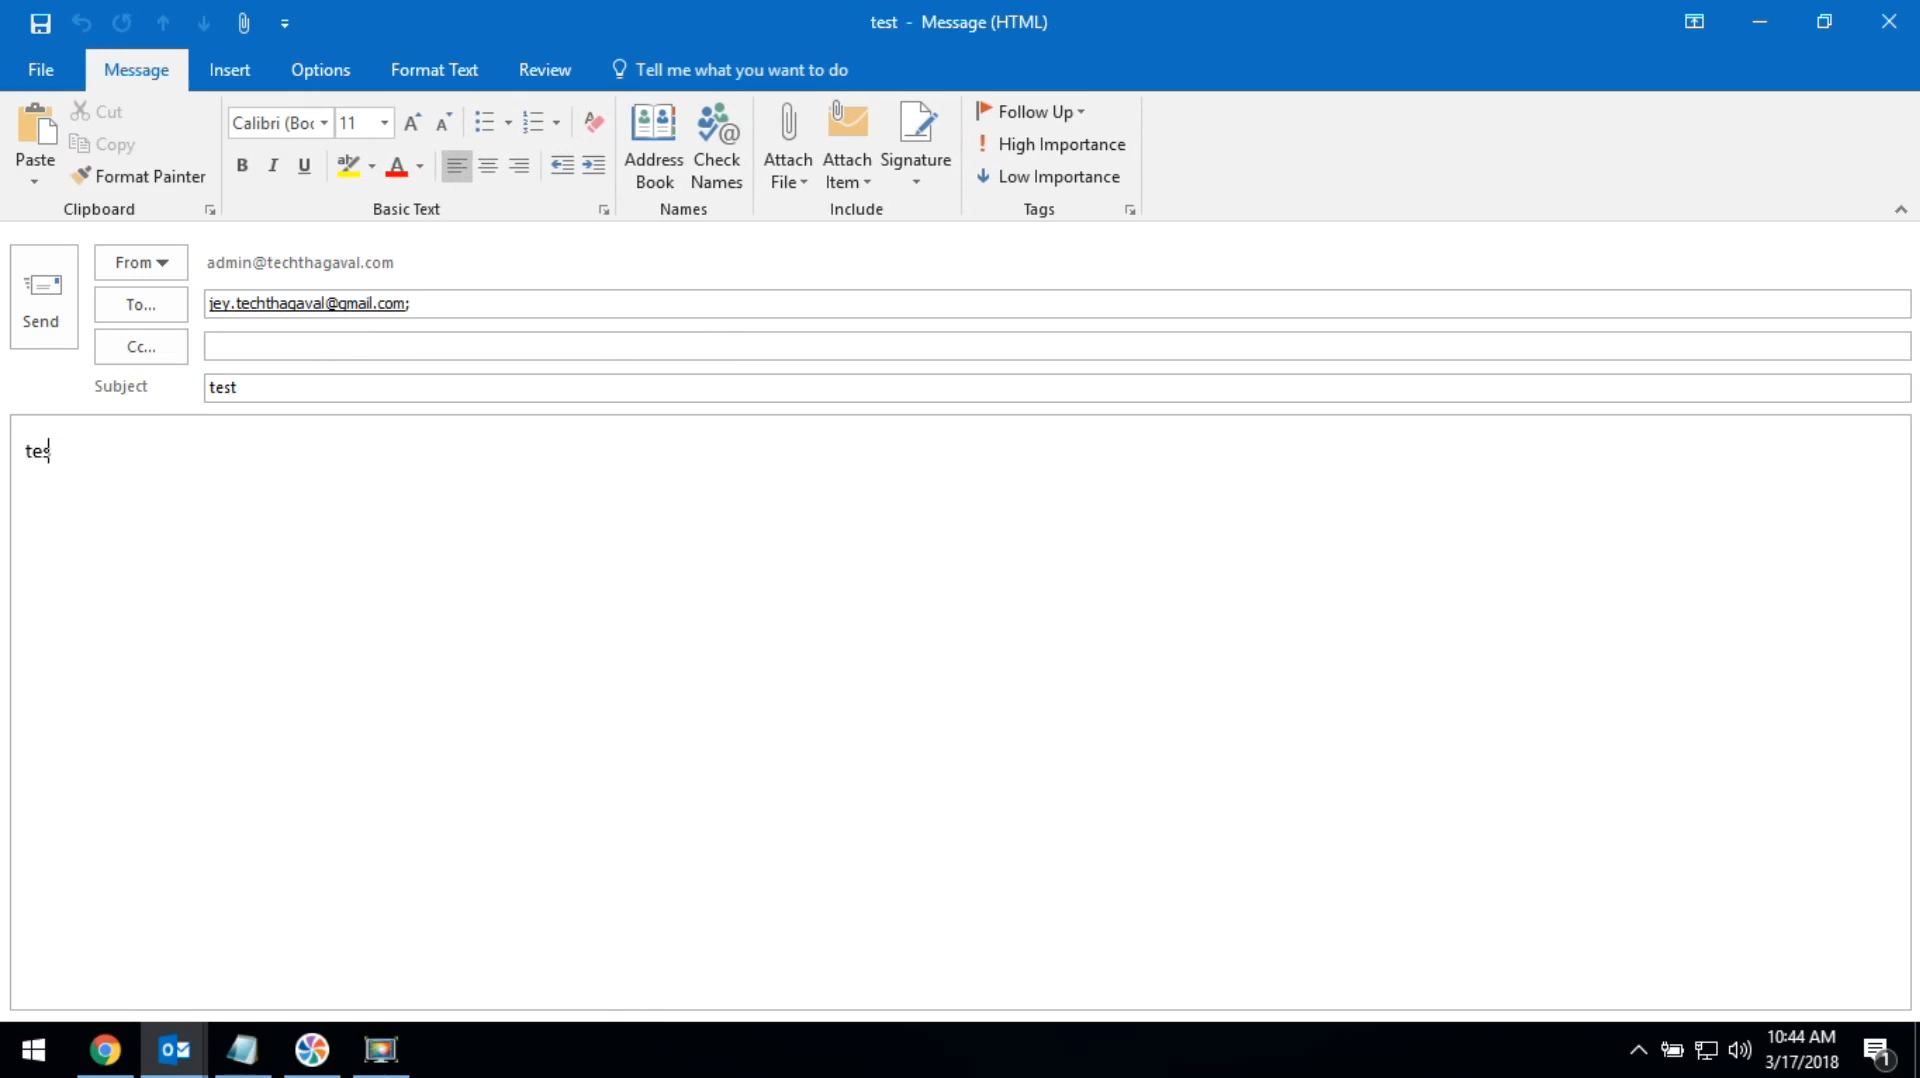 test - Message (HTML)
File Message Insert Options Format Text Review Tell me what you want to do
Paste
Cut
Copy
Format Painter
Clipboard
Calibri (Boc 11
B I U
Basic Text
Address Book
Check Names
Names
Attach File
Attach Item
Signature
Include
Follow Up
High Importance
Low Importance
Tags
Send
From admin@techthagaval.com
To... jey.techthagaval@gmail.com;
Cc...
Subject test
tes
10:44 AM
3/17/2018
1